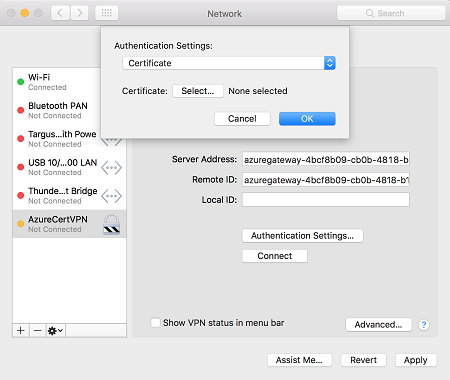 Network
Search
Authentication Settings:
Certificate
Certificate:
Select...
None selected
Cancel
OK
Wi-Fi
Connected
Bluetooth PAN
Not Connected
Targus...ith Powe
Not Connected
USB 10/...00 LAN
Not Connected
Thunde...t Bridge
Not Connected
AzureCertVPN
Not Connected
Server Address:
azuregateway-4bcf8b09-cb0b-4818-b
Remote ID:
azuregateway-4bcf8b09-cb0b-4818-b1
Local ID:
Authentication Settings...
Connect
Show VPN status in menu bar
Advanced...
?
Assist Me...
Revert
Apply